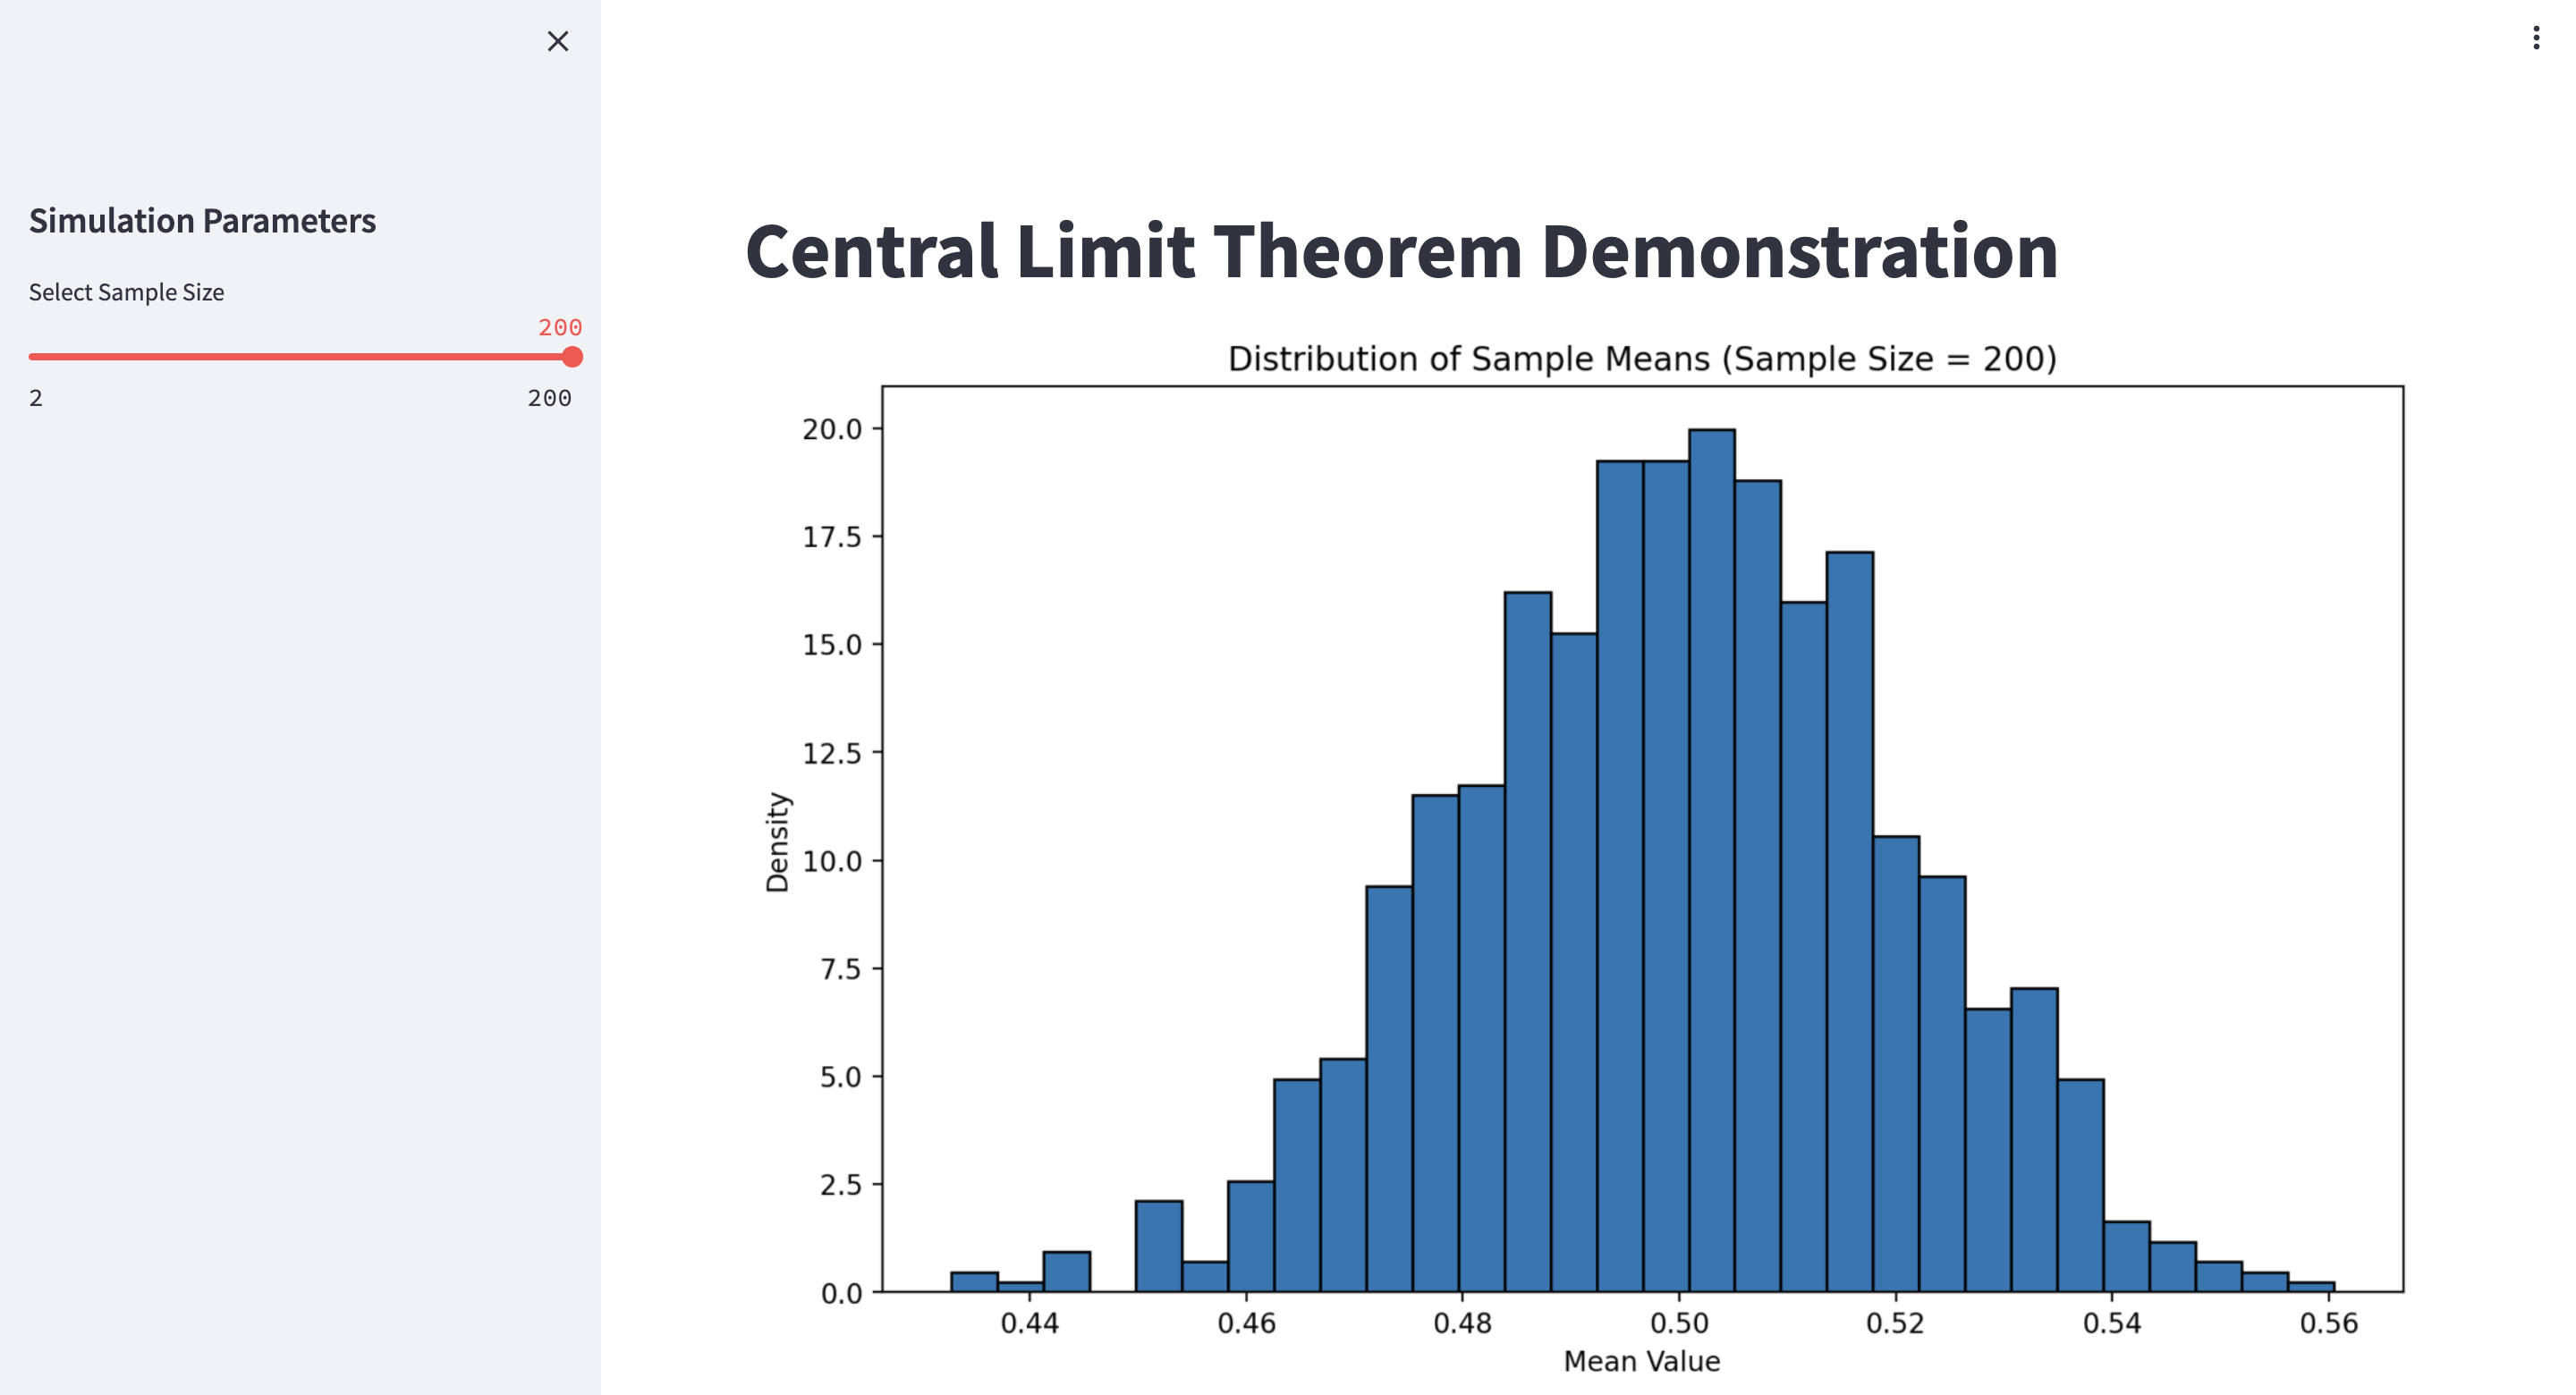 Simulation Parameters
Select Sample Size
200
2 200
Central Limit Theorem Demonstration
Distribution of Sample Means (Sample Size = 200)
20.0
17.5
15.0
12.5
10.0
7.5
5.0
2.5
0.0
Density
0.44 0.46 0.48 0.50 0.52 0.54 0.56
Mean Value